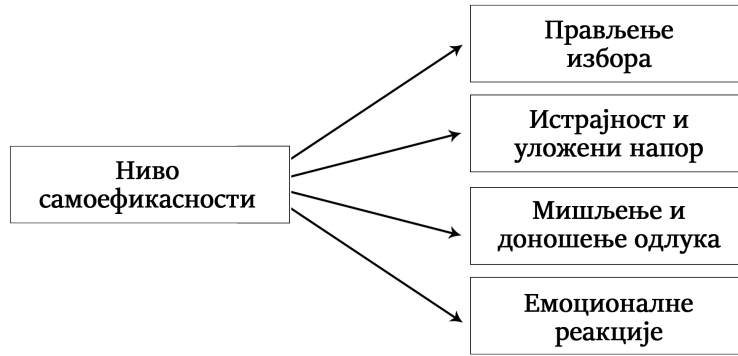 Прављење
избора
Истрајност и
уложени напор
Ниво
самоефикасности
Мишљење и
доношење одлука
Емоционалне
реакције